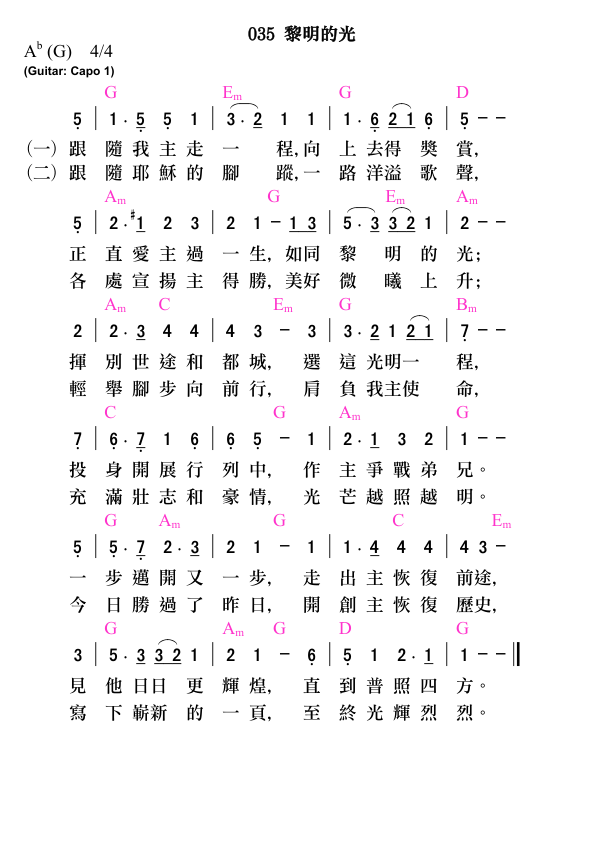 035 黎明的光
A♭ (G) 4/4
(Guitar: Capo 1)
G Em G D
5 | 1 · 5 5 1 | 3 · 2 1 1 | 1 · 6 2 1 6 | 5 – –
(一) 跟 隨 我 主 走 一 程, 向 上 去得 獎 賞,
(二) 跟 隨 耶 穌 的 腳 蹤, 一 路 洋溢 歌 聲,
Am G Em Am
5 | 2 · #1 2 3 | 2 1 – 1 3 | 5 · 3 3 2 1 | 2 – –
正 直 愛 主 過 一 生, 如同 黎 明 的 光;
各 處 宣 揚 主 得 勝, 美好 微 曦 上 升;
Am C Em G Bm
2 | 2 · 3 4 4 | 4 3 – 3 | 3 · 2 1 2 1 | 7 – –
揮 別 世 途 和 都 城, 選 這 光明一 程,
輕 舉 腳 步 向 前 行, 肩 負 我主使 命,
C G Am G
7 | 6 · 7 1 6 | 6 5 – 1 | 2 · 1 3 2 | 1 – –
投 身 開 展 行 列 中, 作 主 爭 戰 弟 兄。
充 滿 壯 志 和 豪 情, 光 芒 越 照 越 明。
G Am G C Em
5 | 5 · 7 2 · 3 | 2 1 – 1 | 1 · 4 4 4 | 4 3 –
一 步 邁 開 又 一 步, 走 出 主 恢 復 前途,
今 日 勝 過 了 昨 日, 開 創 主 恢 復 歷史,
G Am G D G
3 | 5 · 3 3 2 1 | 2 1 – 6 | 5 1 2 · 1 | 1 – – ||
見 他 日日 更 輝 煌, 直 到 普 照 四 方。
寫 下 嶄新 的 一 頁, 至 終 光 輝 烈 烈。